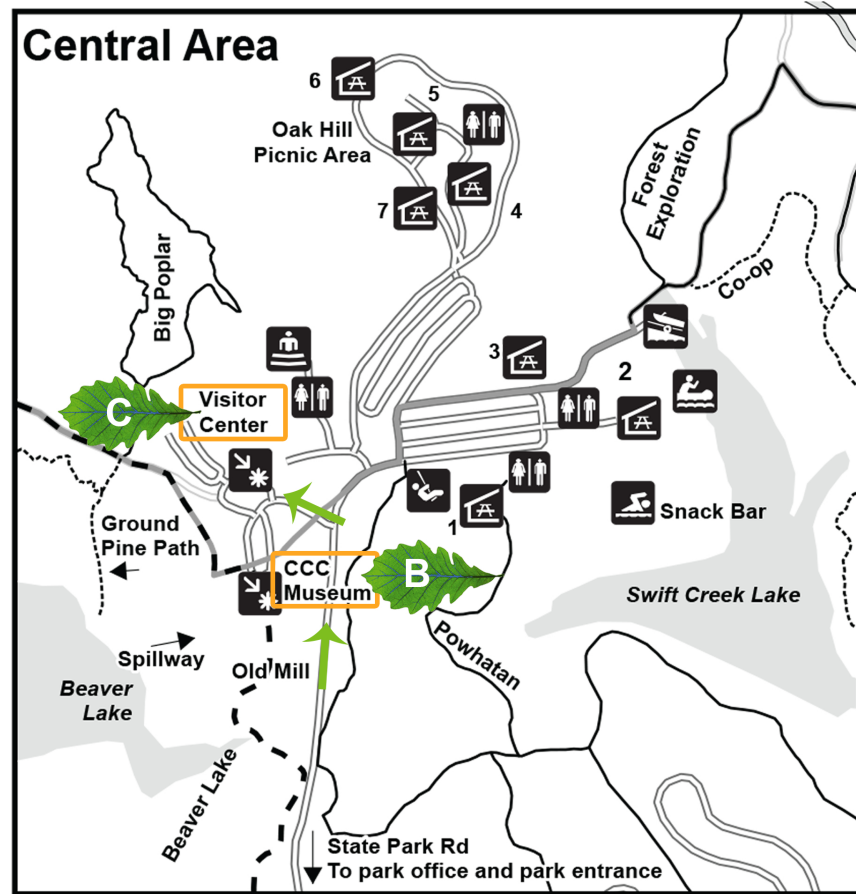 Central Area
6
5
Oak Hill
Picnic Area
7
4
Forest
Exploration
Co-op
Big Poplar
3
2
C
Visitor
Center
1
Snack Bar
Ground
Pine Path
CCC
Museum
B
Swift Creek Lake
Spillway
Old Mill
Powhatan
Beaver
Lake
Beaver Lake
State Park Rd
To park office and park entrance